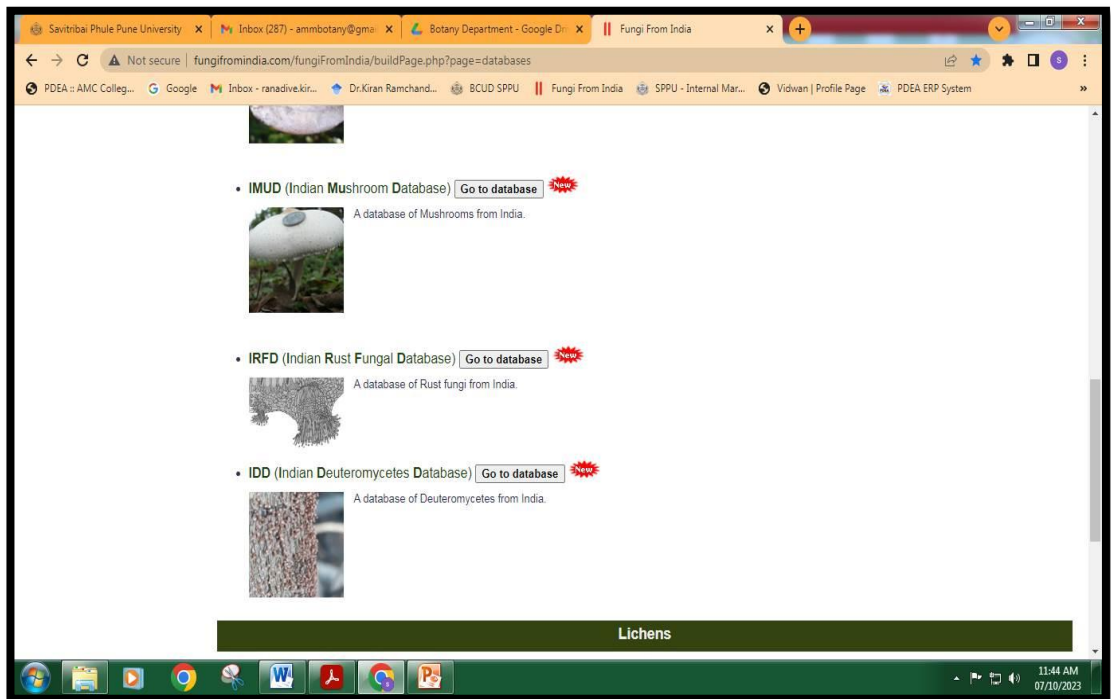 Savitribai Phule Pune University
Inbox (287) - ammbotany@gmai
Botany Department - Google Dri
Fungi From India
Not secure | fungifromindia.com/fungiFromIndia/buildPage.php?page=databases
S
PDEA :: AMC Colleg... Google Inbox - ranadive.kir... Dr.Kiran Ramchand... BCUD SPPU Fungi From India SPPU - Internal Mar... Vidwan | Profile Page PDEA ERP System »
• IMUD (Indian Mushroom Database) Go to database New
A database of Mushrooms from India.
• IRFD (Indian Rust Fungal Database) Go to database New
A database of Rust fungi from India.
• IDD (Indian Deuteromycetes Database) Go to database New
A database of Deuteromycetes from India.
Lichens
11:44 AM
07/10/2023